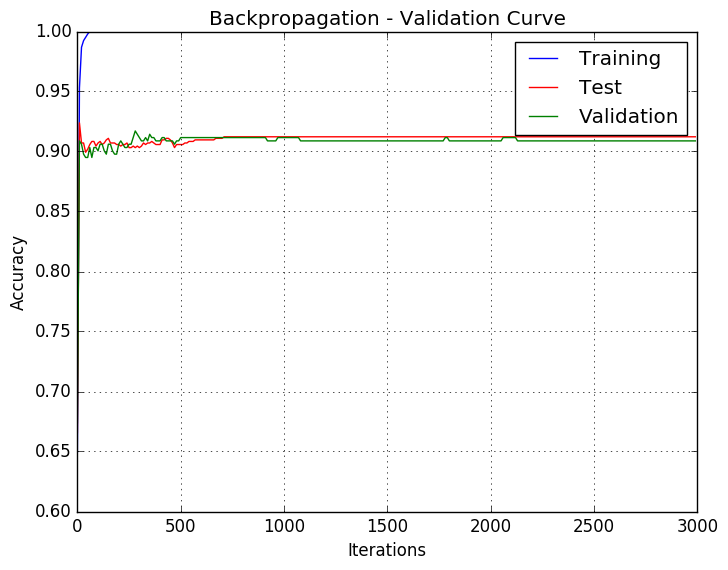 Backpropagation - Validation Curve
1.00
0.95
0.90
0.85
0.80
0.75
0.70
0.65
0.60
Accuracy
Training
Test
Validation
0 500 1000 1500 2000 2500 3000
Iterations